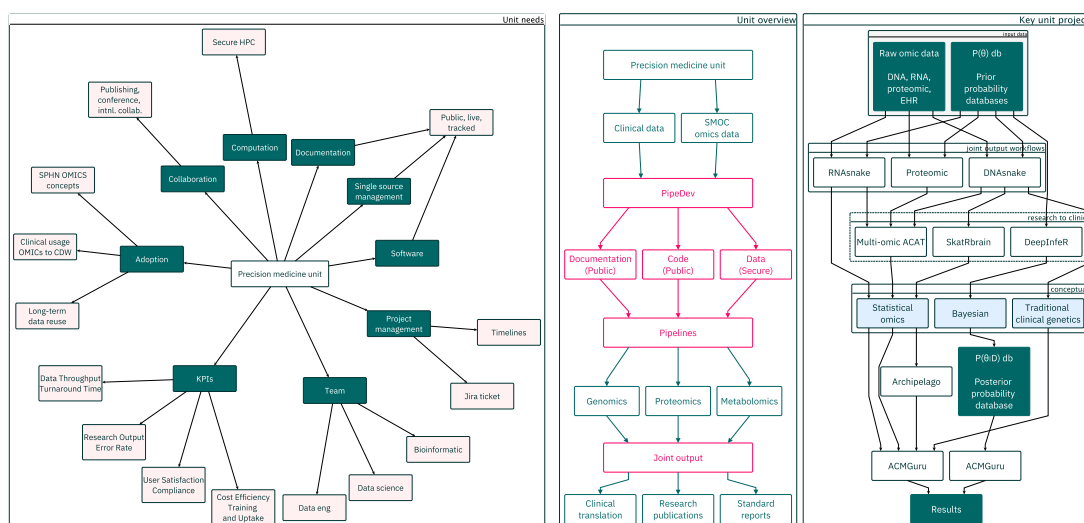 Unit needs
Secure HPC
Publishing,
conference,
intnl. collab.
Public, live,
tracked
Computation
Documentation
SPHN OMICS
concepts
Collaboration
Single source
management
Clinical usage
OMICs to CDW
Adoption
Software
Precision medicine unit
Long-term
data reuse
Project
management
Timelines
Data Throughput
Turnaround Time
KPIs
Team
Jira ticket
Research Output
Error Rate
Bioinformatic
User Satisfaction
Compliance
Data science
Cost Efficiency
Training
and Uptake
Data eng
Unit overview
Precision medicine unit
Clinical data
SMOC
omics data
PipeDev
Documentation
(Public)
Code
(Public)
Data
(Secure)
Pipelines
Genomics
Proteomics
Metabolomics
Joint output
Clinical
translation
Research
publications
Standard
reports
Key unit project
input data
Raw omic data
DNA, RNA,
proteomic,
EHR
P(θ) db
Prior
probability
databases
joint output workflows
RNAsnake
Proteomic
DNAsnake
research to clinic
Multi-omic ACAT
SkatRbrain
DeepInfeR
conceptua
Statistical
omics
Bayesian
Traditional
clinical genetics
Archipelago
P(θ|D) db
Posterior
probability
database
ACMGuru
ACMGuru
Results